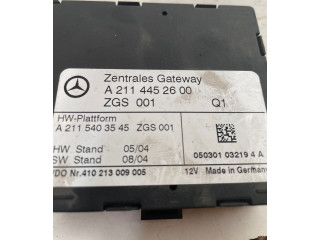 Zentrales Gateway
A 211 445 26 00
ZGS 001 Q1
HW-Plattform
A 211 540 35 45 ZGS 001
HW Stand 05/04
SW Stand 08/04
050301 03219 4 A
VDO Nr.410 213 009 005 12V Made in Germany